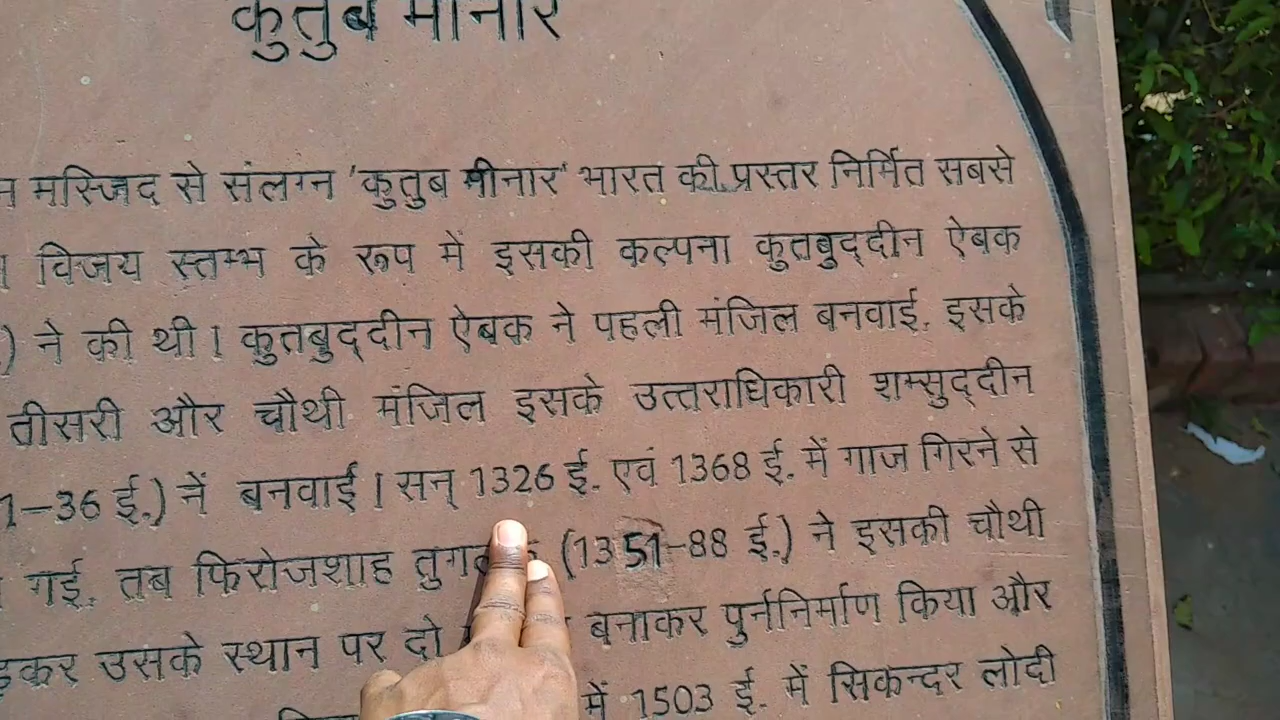 कुतुब मीनार
मस्जिद से संलग्न 'कुतुब मीनार' भारत की प्रस्तर निर्मित सबसे
। विजय स्तम्भ के रूप में इसकी कल्पना कुतबुद्दीन ऐबक
) ने की थी। कुतबुद्दीन ऐबक ने पहली मंजिल बनवाई. इसके
तीसरी और चौथी मंजिल इसके उत्तराधिकारी शम्सुद्दीन
1–36 ई.) नें बनवाई। सन् 1326 ई. एवं 1368 ई. में गाज गिरने से
गई. तब फिरोजशाह (1351–88 ई.) ने इसकी चौथी
उसके स्थान पर दो बनाकर पुर्ननिर्माण किया और
में 1503 ई. में सिकन्दर लोदी